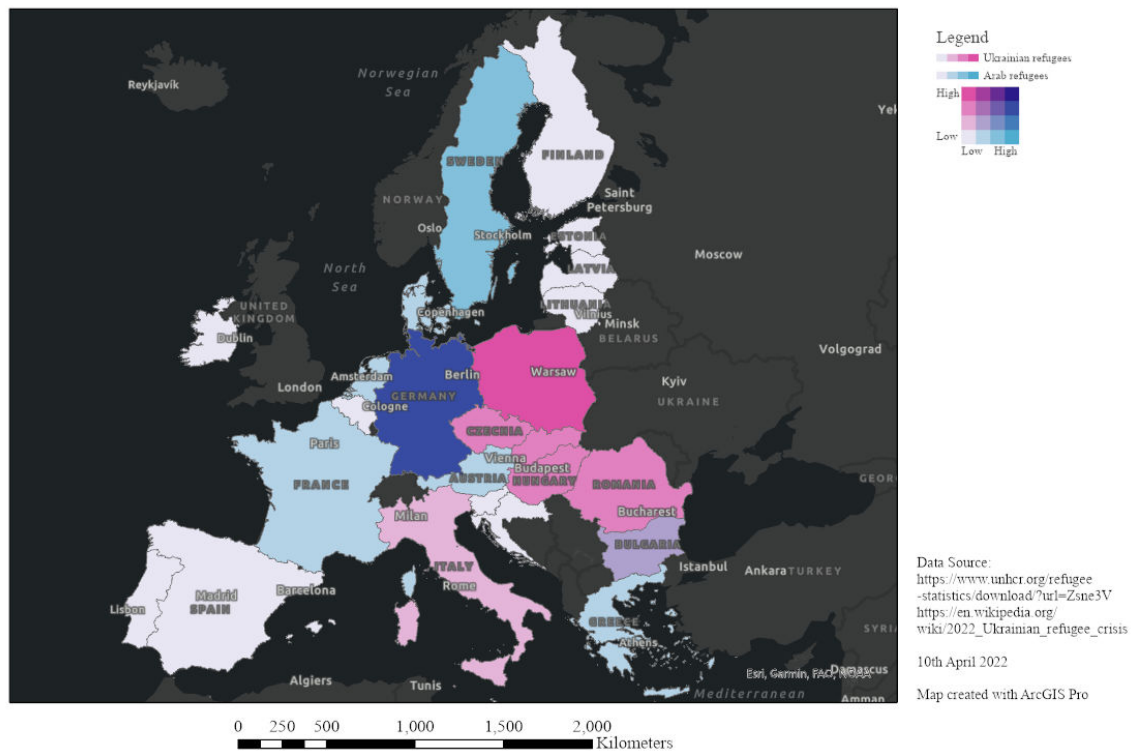 Legend
Ukrainian refugees
Arab refugees
High
Low
Low High
Reykjavík
Norwegian
Sea
SWEDEN
FINLAND
NORWAY
Oslo
Stockholm
Saint
Petersburg
ESTONIA
LATVIA
LITHUANIA
Vilnius
Minsk
BELARUS
Moscow
Volgograd
North
Sea
UNITED
KINGDOM
Dublin
London
Copenhagen
Amsterdam
Berlin
GERMANY
Cologne
Warsaw
Kyiv
UKRAINE
CZECHIA
Paris
FRANCE
Vienna
AUSTRIA
Budapest
HUNGARY
ROMANIA
Bucharest
BULGARIA
Milan
ITALY
Rome
Lisbon
Madrid
SPAIN
Barcelona
Istanbul
Ankara
TURKEY
GEOR
Yek
GREECE
Athens
Algiers
Tunis
SYRI
Damascus
Amman
Mediterranean
Esri, Garmin, FAO, NOAA
Data Source:
https://www.unhcr.org/refugee
-statistics/download/?url=Zsne3V
https://en.wikipedia.org/
wiki/2022_Ukrainian_refugee_crisis
10th April 2022
Map created with ArcGIS Pro
0 250 500 1,000 1,500 2,000
Kilometers